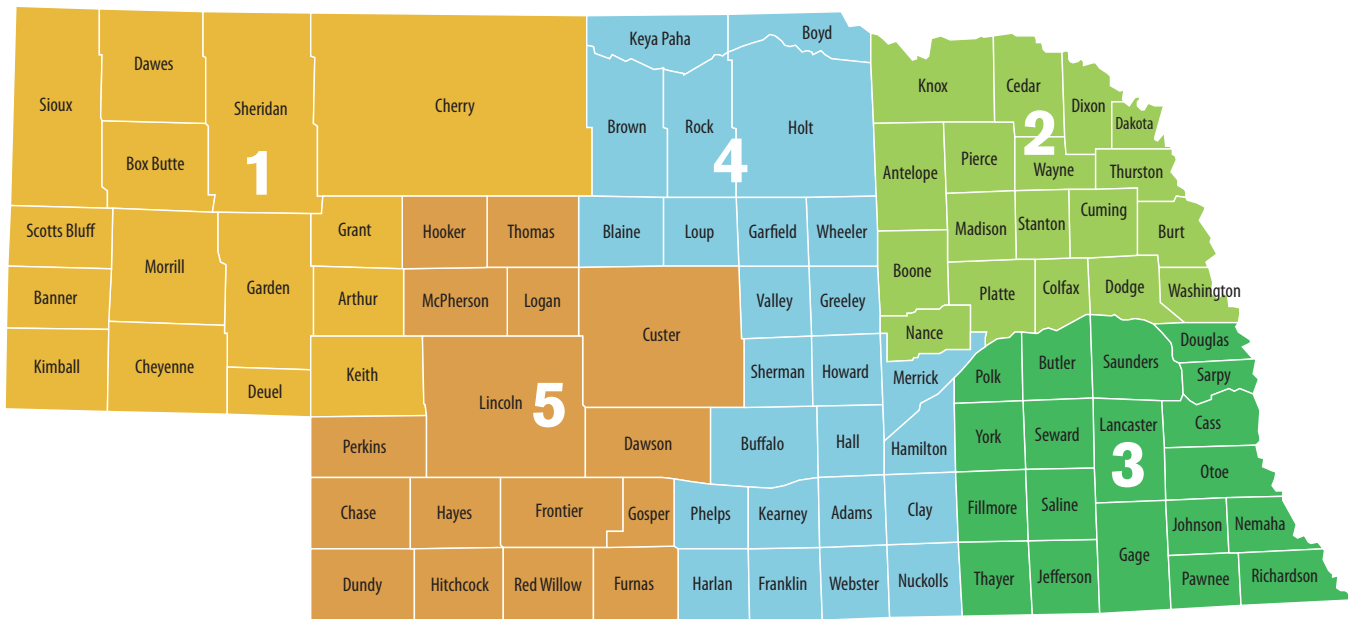 Sioux
Dawes
Sheridan
Box Butte
1
Scotts Bluff
Banner
Kimball
Morrill
Cheyenne
Garden
Deuel
Cherry
Grant
Arthur
Keith
Keya Paha
Boyd
Brown
Rock
Holt
4
Blaine
Loup
Garfield
Wheeler
Valley
Greeley
Sherman
Howard
Merrick
Buffalo
Hall
Hamilton
Phelps
Kearney
Adams
Clay
Harlan
Franklin
Webster
Nuckolls
Knox
Cedar
Dixon
Dakota
2
Antelope
Pierce
Wayne
Thurston
Madison
Stanton
Cuming
Burt
Boone
Platte
Colfax
Dodge
Washington
Nance
Hooker
Thomas
McPherson
Logan
Custer
Lincoln
5
Perkins
Dawson
Chase
Hayes
Frontier
Gosper
Dundy
Hitchcock
Red Willow
Furnas
Polk
Butler
Saunders
Douglas
Sarpy
York
Seward
Lancaster
3
Cass
Otoe
Fillmore
Saline
Gage
Johnson
Nemaha
Thayer
Jefferson
Pawnee
Richardson